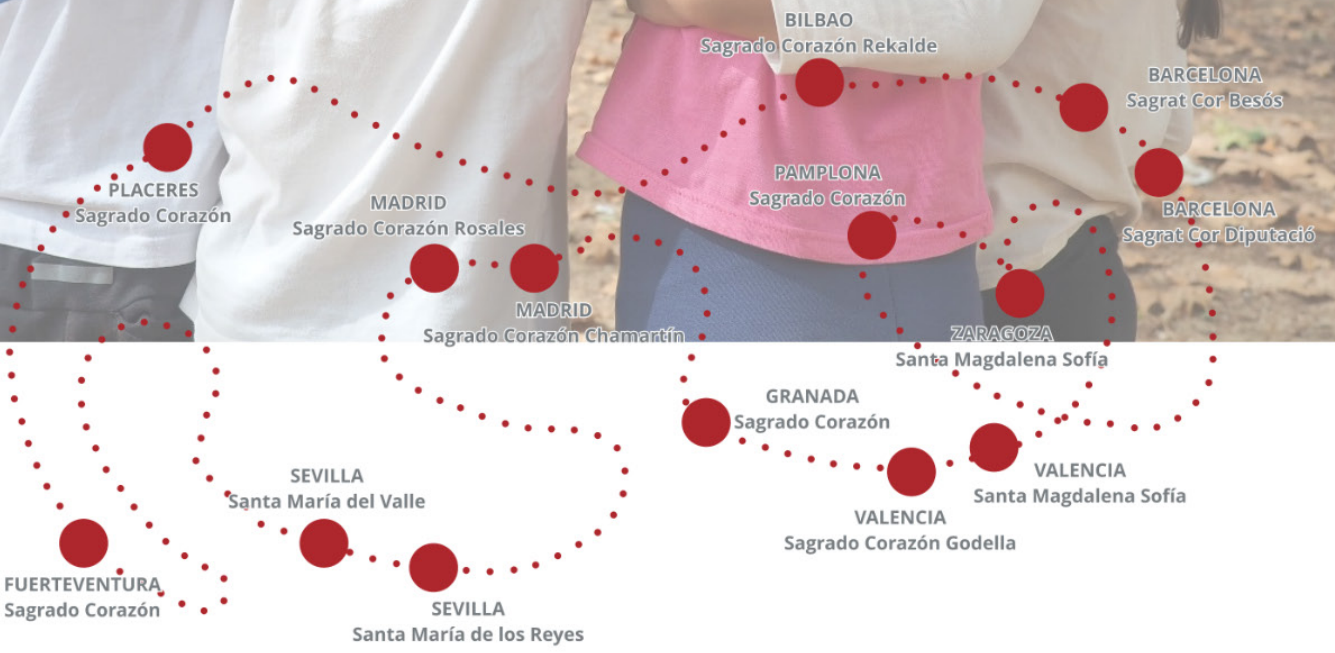 BILBAO
Sagrado Corazón Rekalde
BARCELONA
Sagrat Cor Besós
PLACERES
Sagrado Corazón
MADRID
Sagrado Corazón Rosales
PAMPLONA
Sagrado Corazón
BARCELONA
Sagrat Cor Diputació
MADRID
Sagrado Corazón Chamartín
ZARAGOZA
Santa Magdalena Sofía
GRANADA
Sagrado Corazón
SEVILLA
Santa María del Valle
VALENCIA
Santa Magdalena Sofía
VALENCIA
Sagrado Corazón Godella
FUERTEVENTURA
Sagrado Corazón
SEVILLA
Santa María de los Reyes